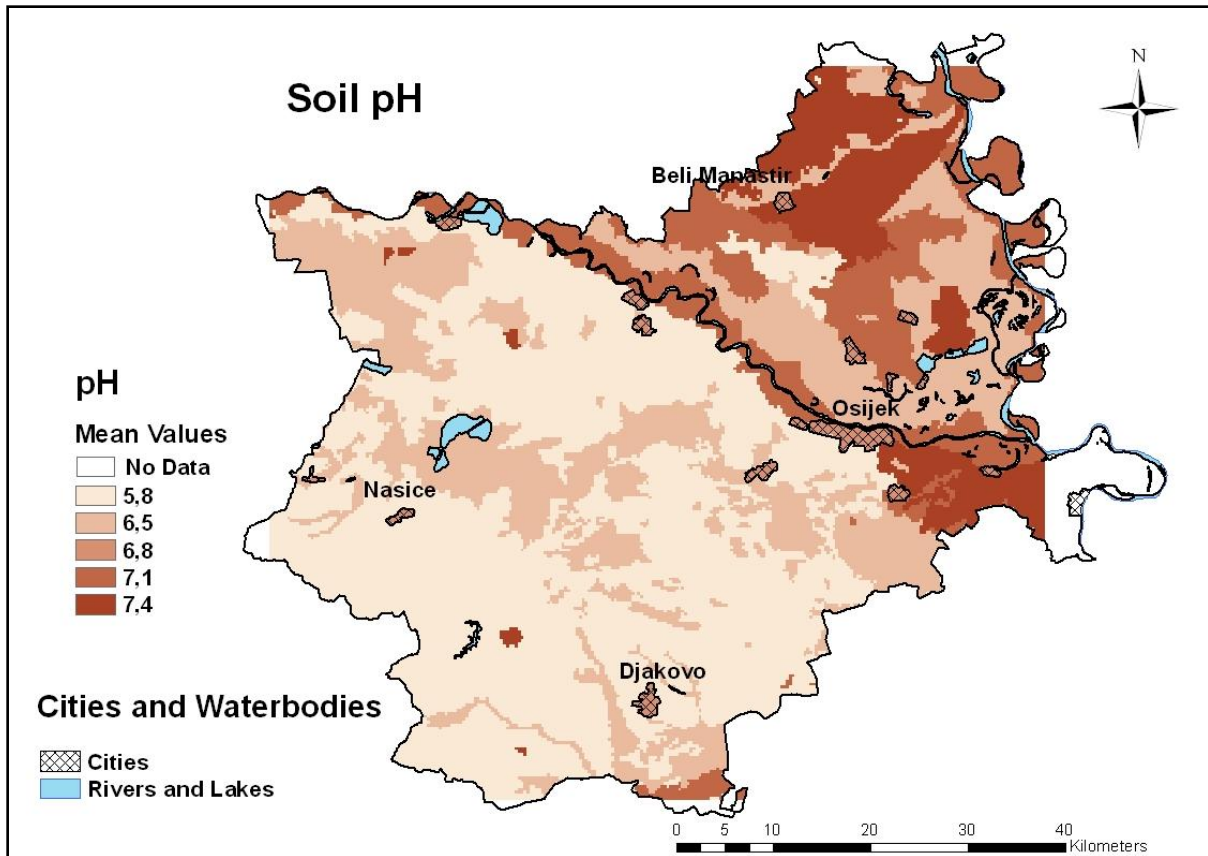 Soil pH
N
Beli Manastir
Osijek
Nasice
Djakovo
pH
Mean Values
No Data
5,8
6,5
6,8
7,1
7,4
Cities and Waterbodies
Cities
Rivers and Lakes
0 5 10 20 30 40
Kilometers